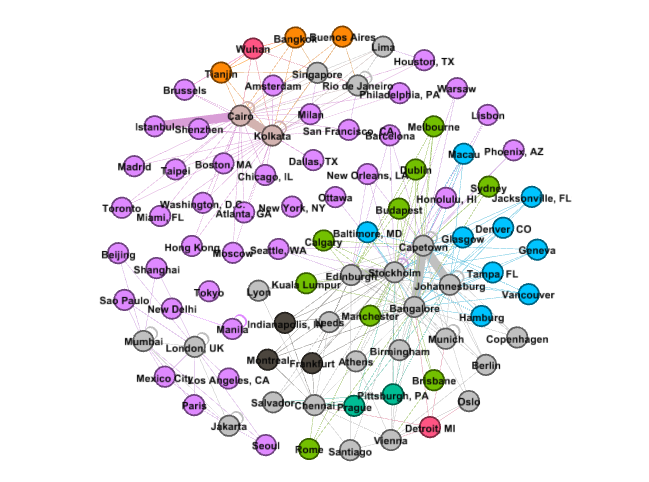 Bangkok
Buenos Aires
Wuhan
Lima
Houston, TX
Tianjin
Singapore
Amsterdam
Rio de Janeiro
Philadelphia, PA
Warsaw
Brussels
Cairo
Milan
Lisbon
Istanbul
Shenzhen
Kolkata
San Francisco, CA
Barcelona
Melbourne
Macau
Phoenix, AZ
Madrid
Taipei
Boston, MA
Chicago, IL
Dallas, TX
New Orleans, LA
Dublin
Sydney
Toronto
Miami, FL
Washington, D.C.
Atlanta, GA
New York, NY
Ottawa
Budapest
Honolulu, HI
Jacksonville, FL
Beijing
Hong Kong
Moscow
Seattle, WA
Calgary
Baltimore, MD
Capetown
Glasgow
Denver, CO
Geneva
Shanghai
Tokyo
Lyon
Kuala Lumpur
Edinburgh
Stockholm
Johannesburg
Tampa, FL
Vancouver
Sao Paulo
New Delhi
Manila
Indianapolis, IN
Leeds
Manchester
Bangalore
Hamburg
Mumbai
London, UK
Montreal
Frankfurt
Athens
Birmingham
Munich
Copenhagen
Berlin
Mexico City
Los Angeles, CA
Brisbane
Paris
Salvador
Chennai
Prague
Pittsburgh, PA
Oslo
Jakarta
Detroit, MI
Seoul
Rome
Santiago
Vienna